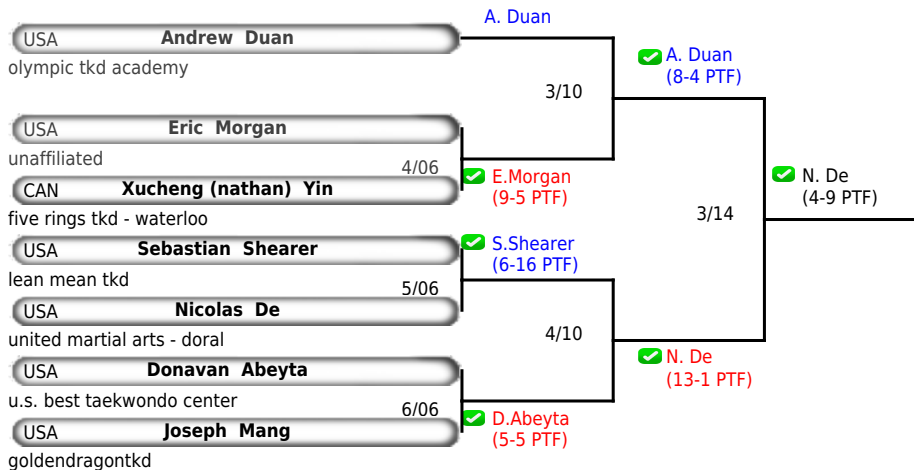 A. Duan
USA Andrew Duan
olympic tkd academy
A. Duan
(8-4 PTF)
3/10
USA Eric Morgan
unaffiliated
4/06
CAN Xucheng (nathan) Yin
five rings tkd - waterloo
E.Morgan
(9-5 PTF)
N. De
(4-9 PTF)
3/14
USA Sebastian Shearer
lean mean tkd
S.Shearer
(6-16 PTF)
5/06
USA Nicolas De
united martial arts - doral
4/10
N. De
(13-1 PTF)
USA Donavan Abeyta
u.s. best taekwondo center
6/06
USA Joseph Mang
goldendragontkd
D.Abeyta
(5-5 PTF)